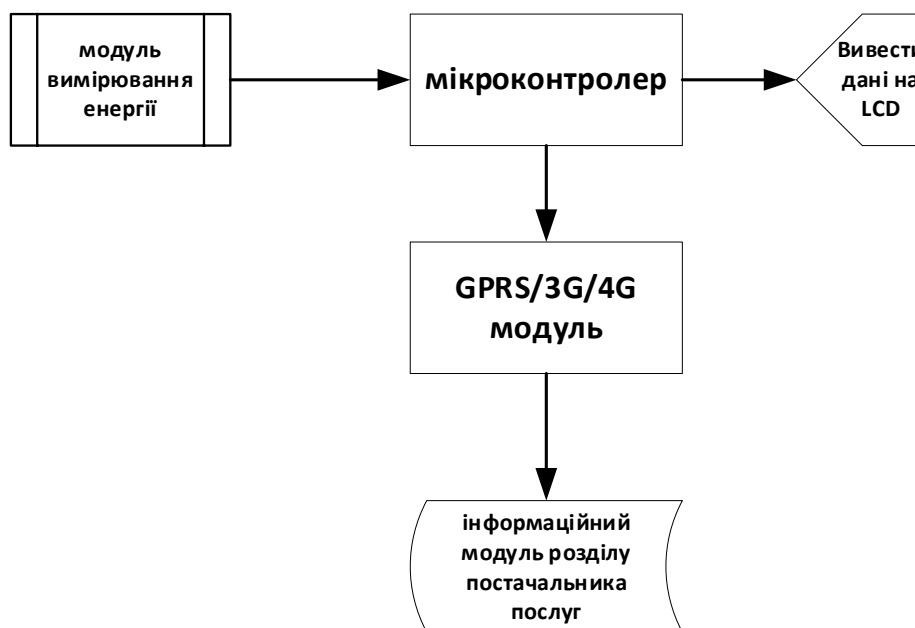 модуль
вимірювання
енергії
мікроконтролер
Вивести
дані на
LCD
GPRS/3G/4G
модуль
інформаційний
модуль розділу
постачальника
послуг